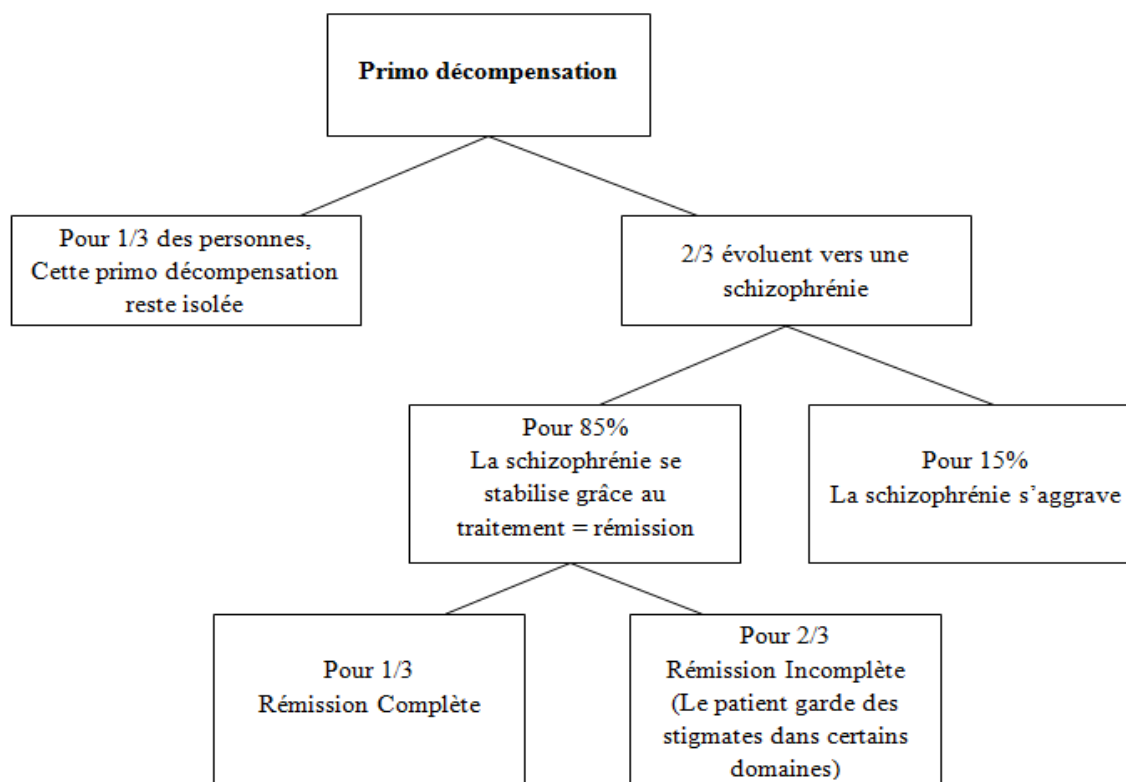 Primo décompensation
Pour 1/3 des personnes,
Cette primo décompensation
reste isolée
2/3 évoluent vers une
schizophrénie
Pour 85%
La schizophrénie se
stabilise grâce au
traitement = rémission
Pour 15%
La schizophrénie s’aggrave
Pour 1/3
Rémission Complète
Pour 2/3
Rémission Incomplète
(Le patient garde des
stigmates dans certains
domaines)